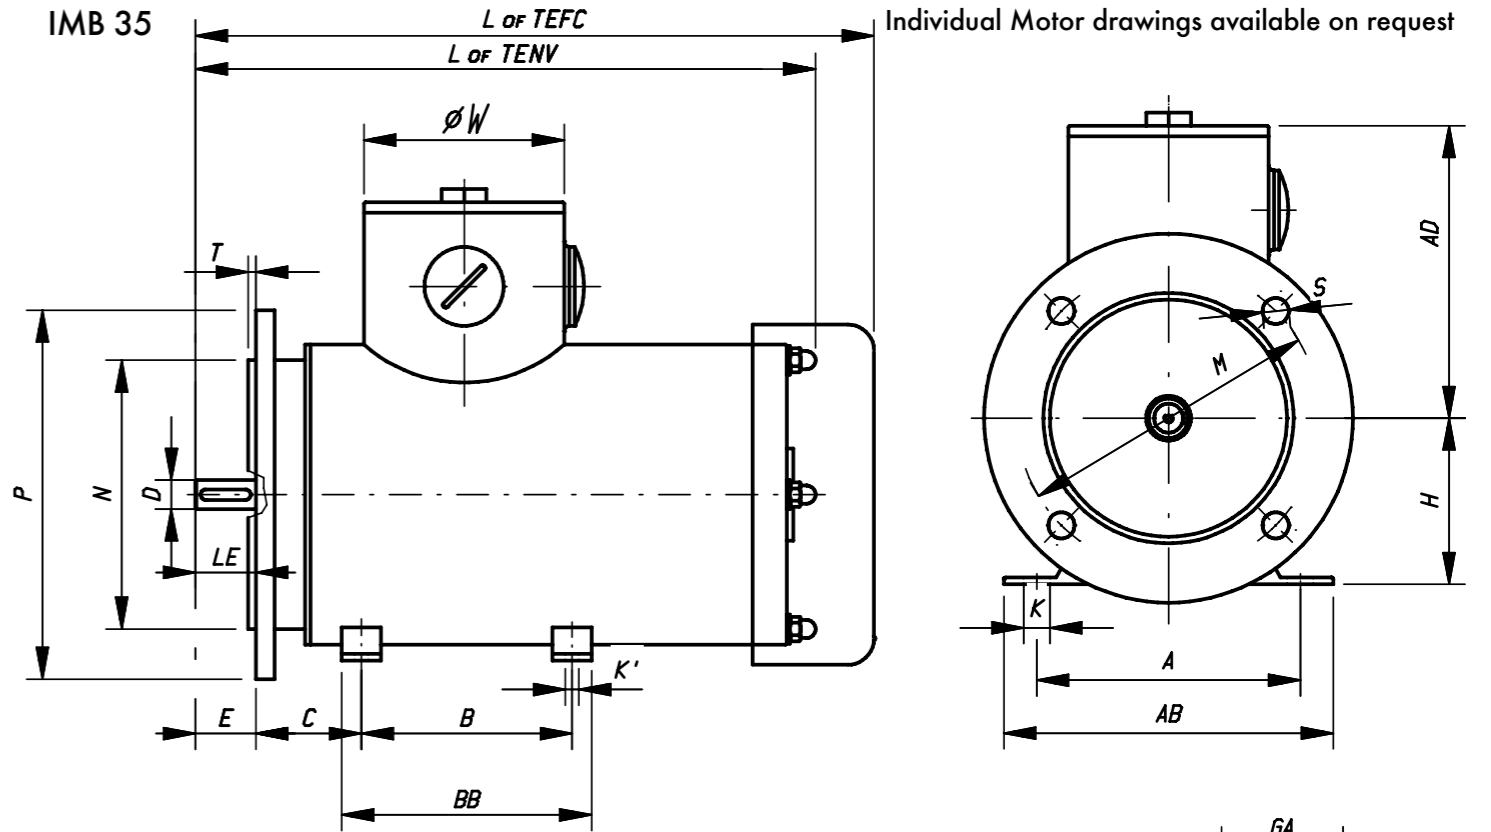 IMB 35
L OF TEFC
Individual Motor drawings available on request
L OF TENV
ØW
T
AD
S
M
P
N
D
H
LE
K
K'
A
E
C
B
AB
BB
GA